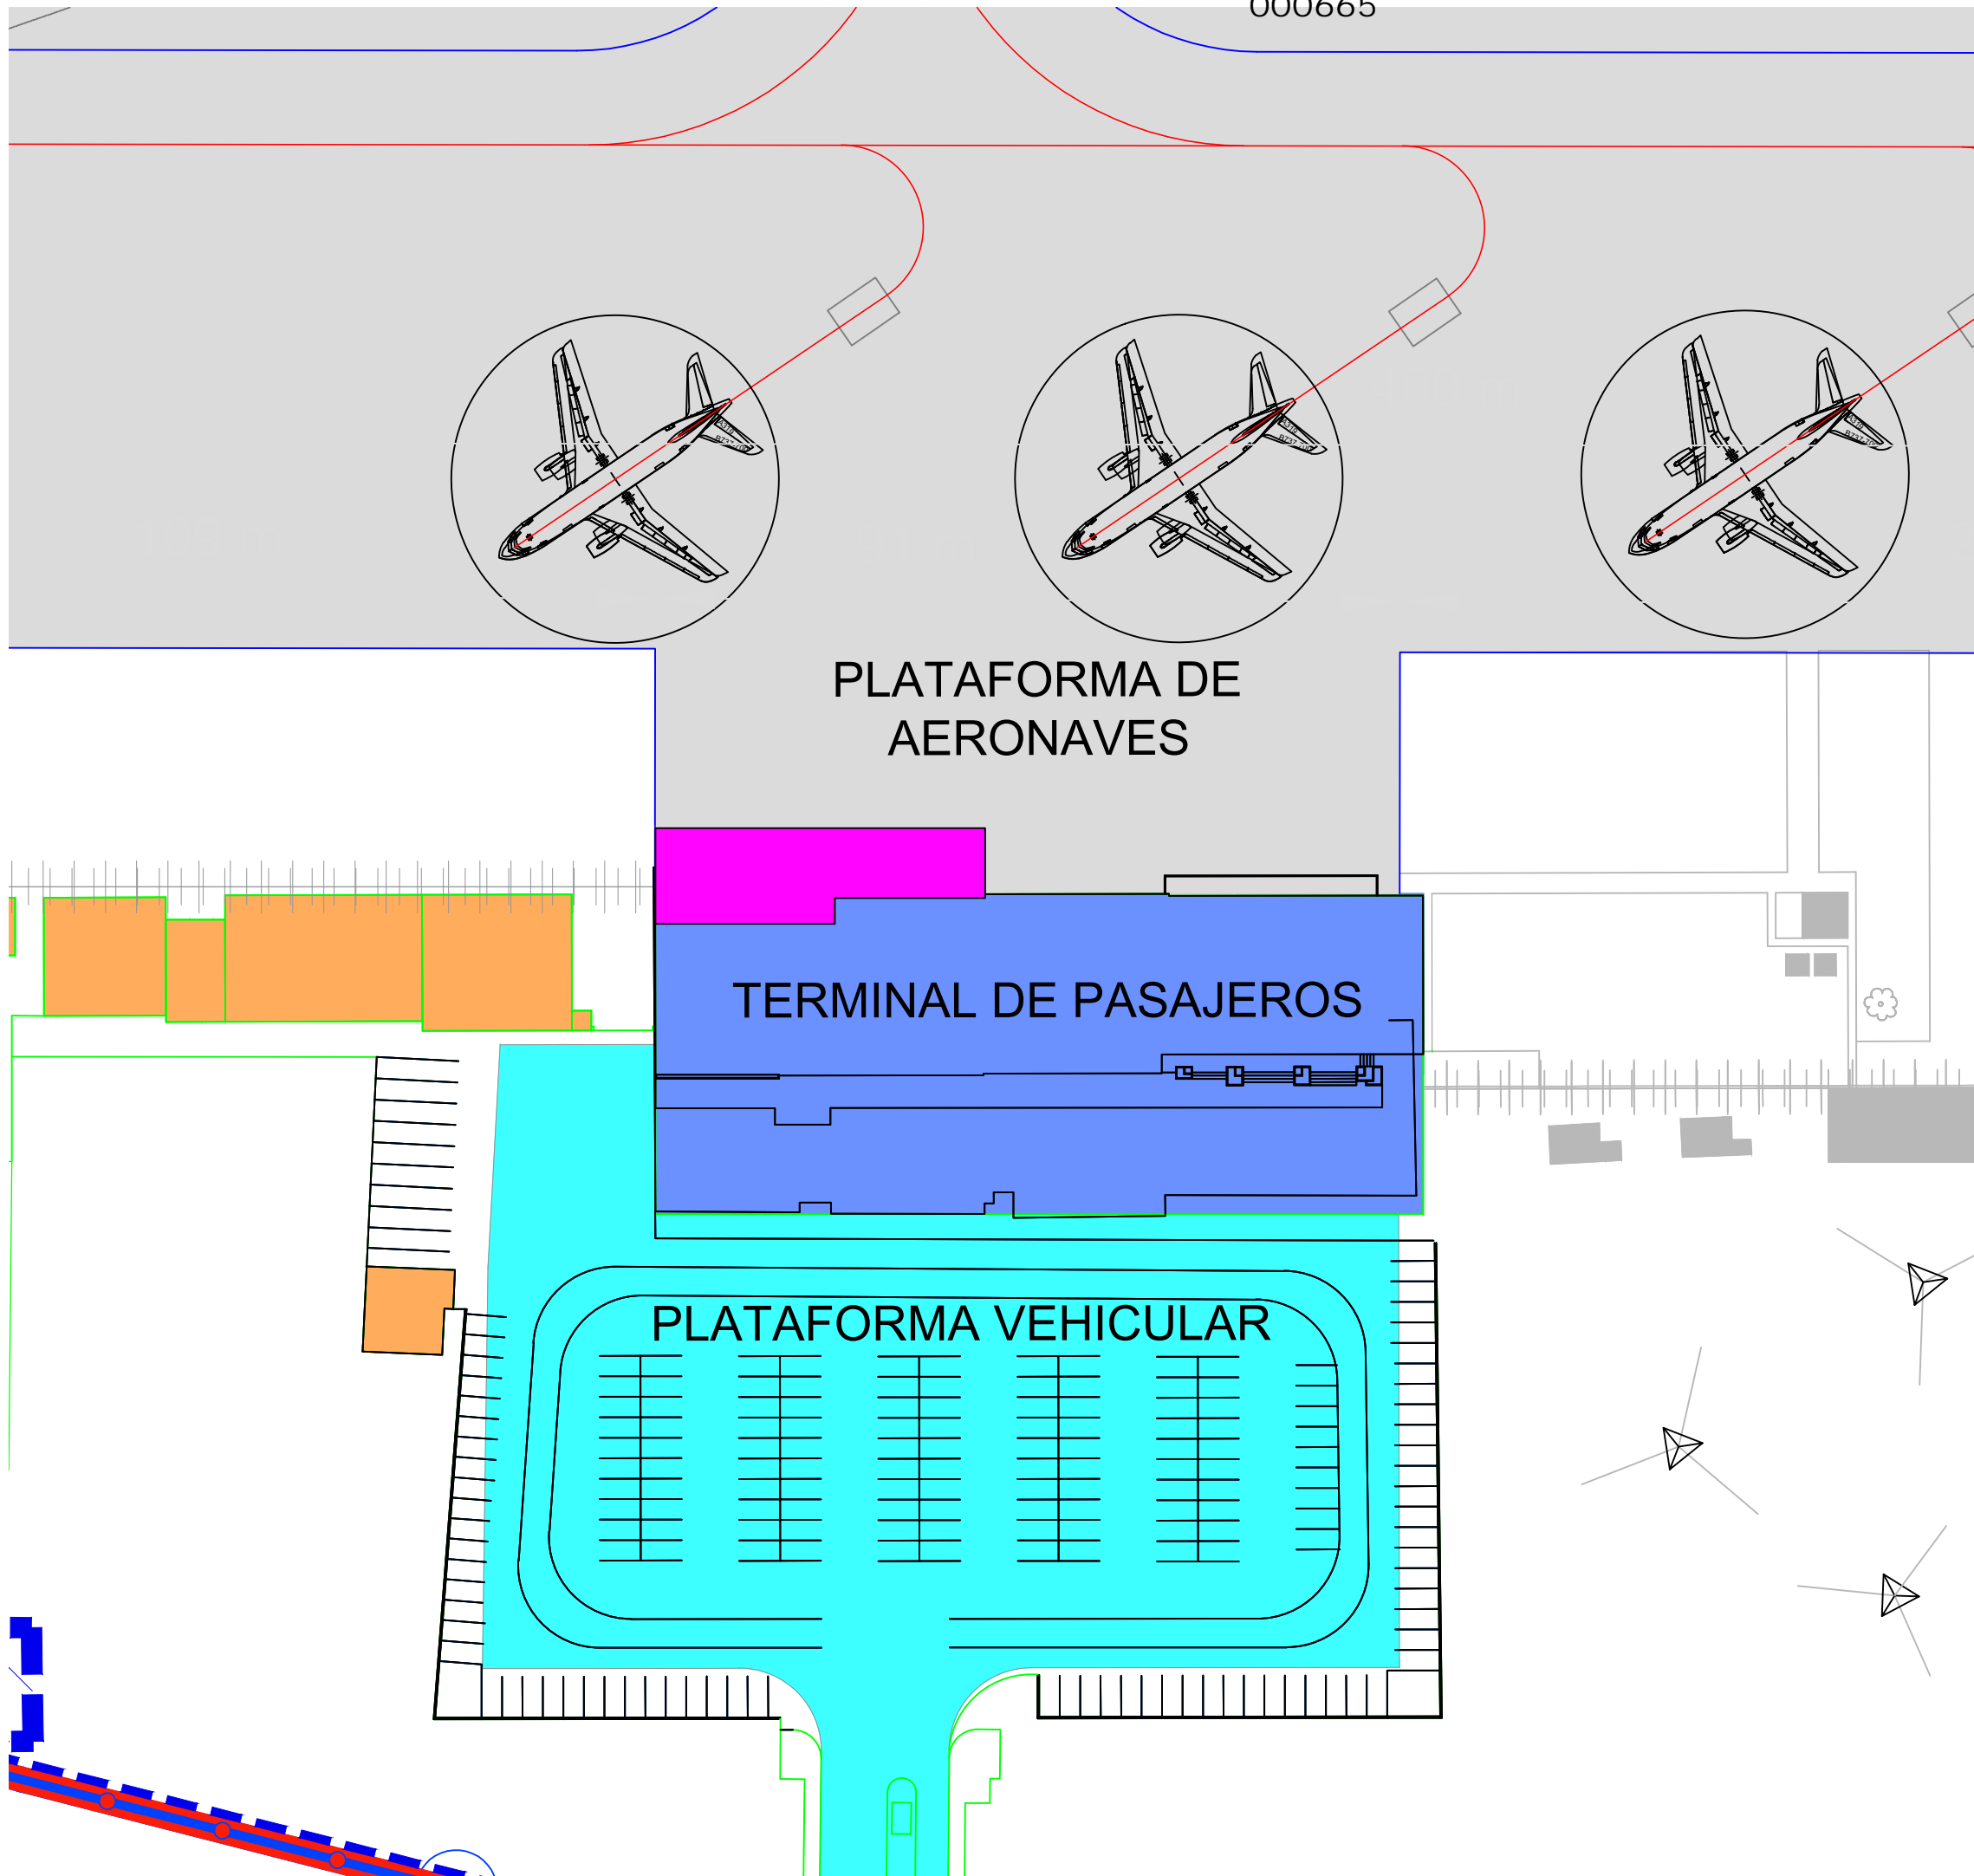 000665
PLATAFORMA DE
AERONAVES
TERMINAL DE PASAJEROS
PLATAFORMA VEHICULAR